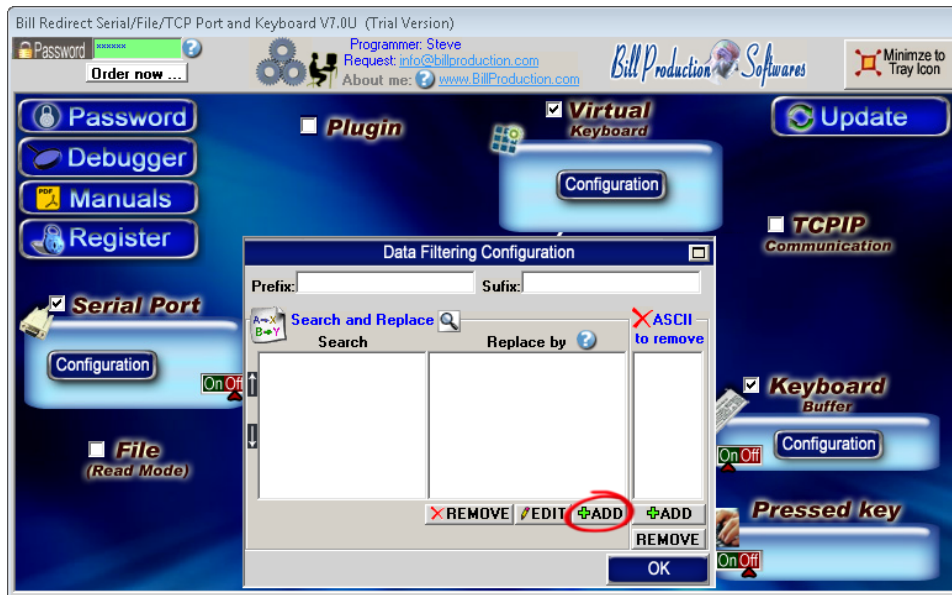 Bill Redirect Serial/File/TCP Port and Keyboard V7.0U (Trial Version)
Password xxxxxx
Order now ...
Programmer: Steve
Request: info@billproduction.com
About me: www.BillProduction.com
Bill Production Softwares
Minimze to
Tray Icon
Password
Debugger
Manuals
Register
Plugin
Virtual
Keyboard
Configuration
Update
TCPIP
Communication
Serial Port
Configuration
On Off
File
(Read Mode)
Data Filtering Configuration
Prefix:
Sufix:
A→X
B→Y
Search and Replace
Search
Replace by
ASCII
to remove
REMOVE
EDIT
ADD
ADD
REMOVE
OK
Keyboard
Buffer
Configuration
On Off
Pressed key
On Off